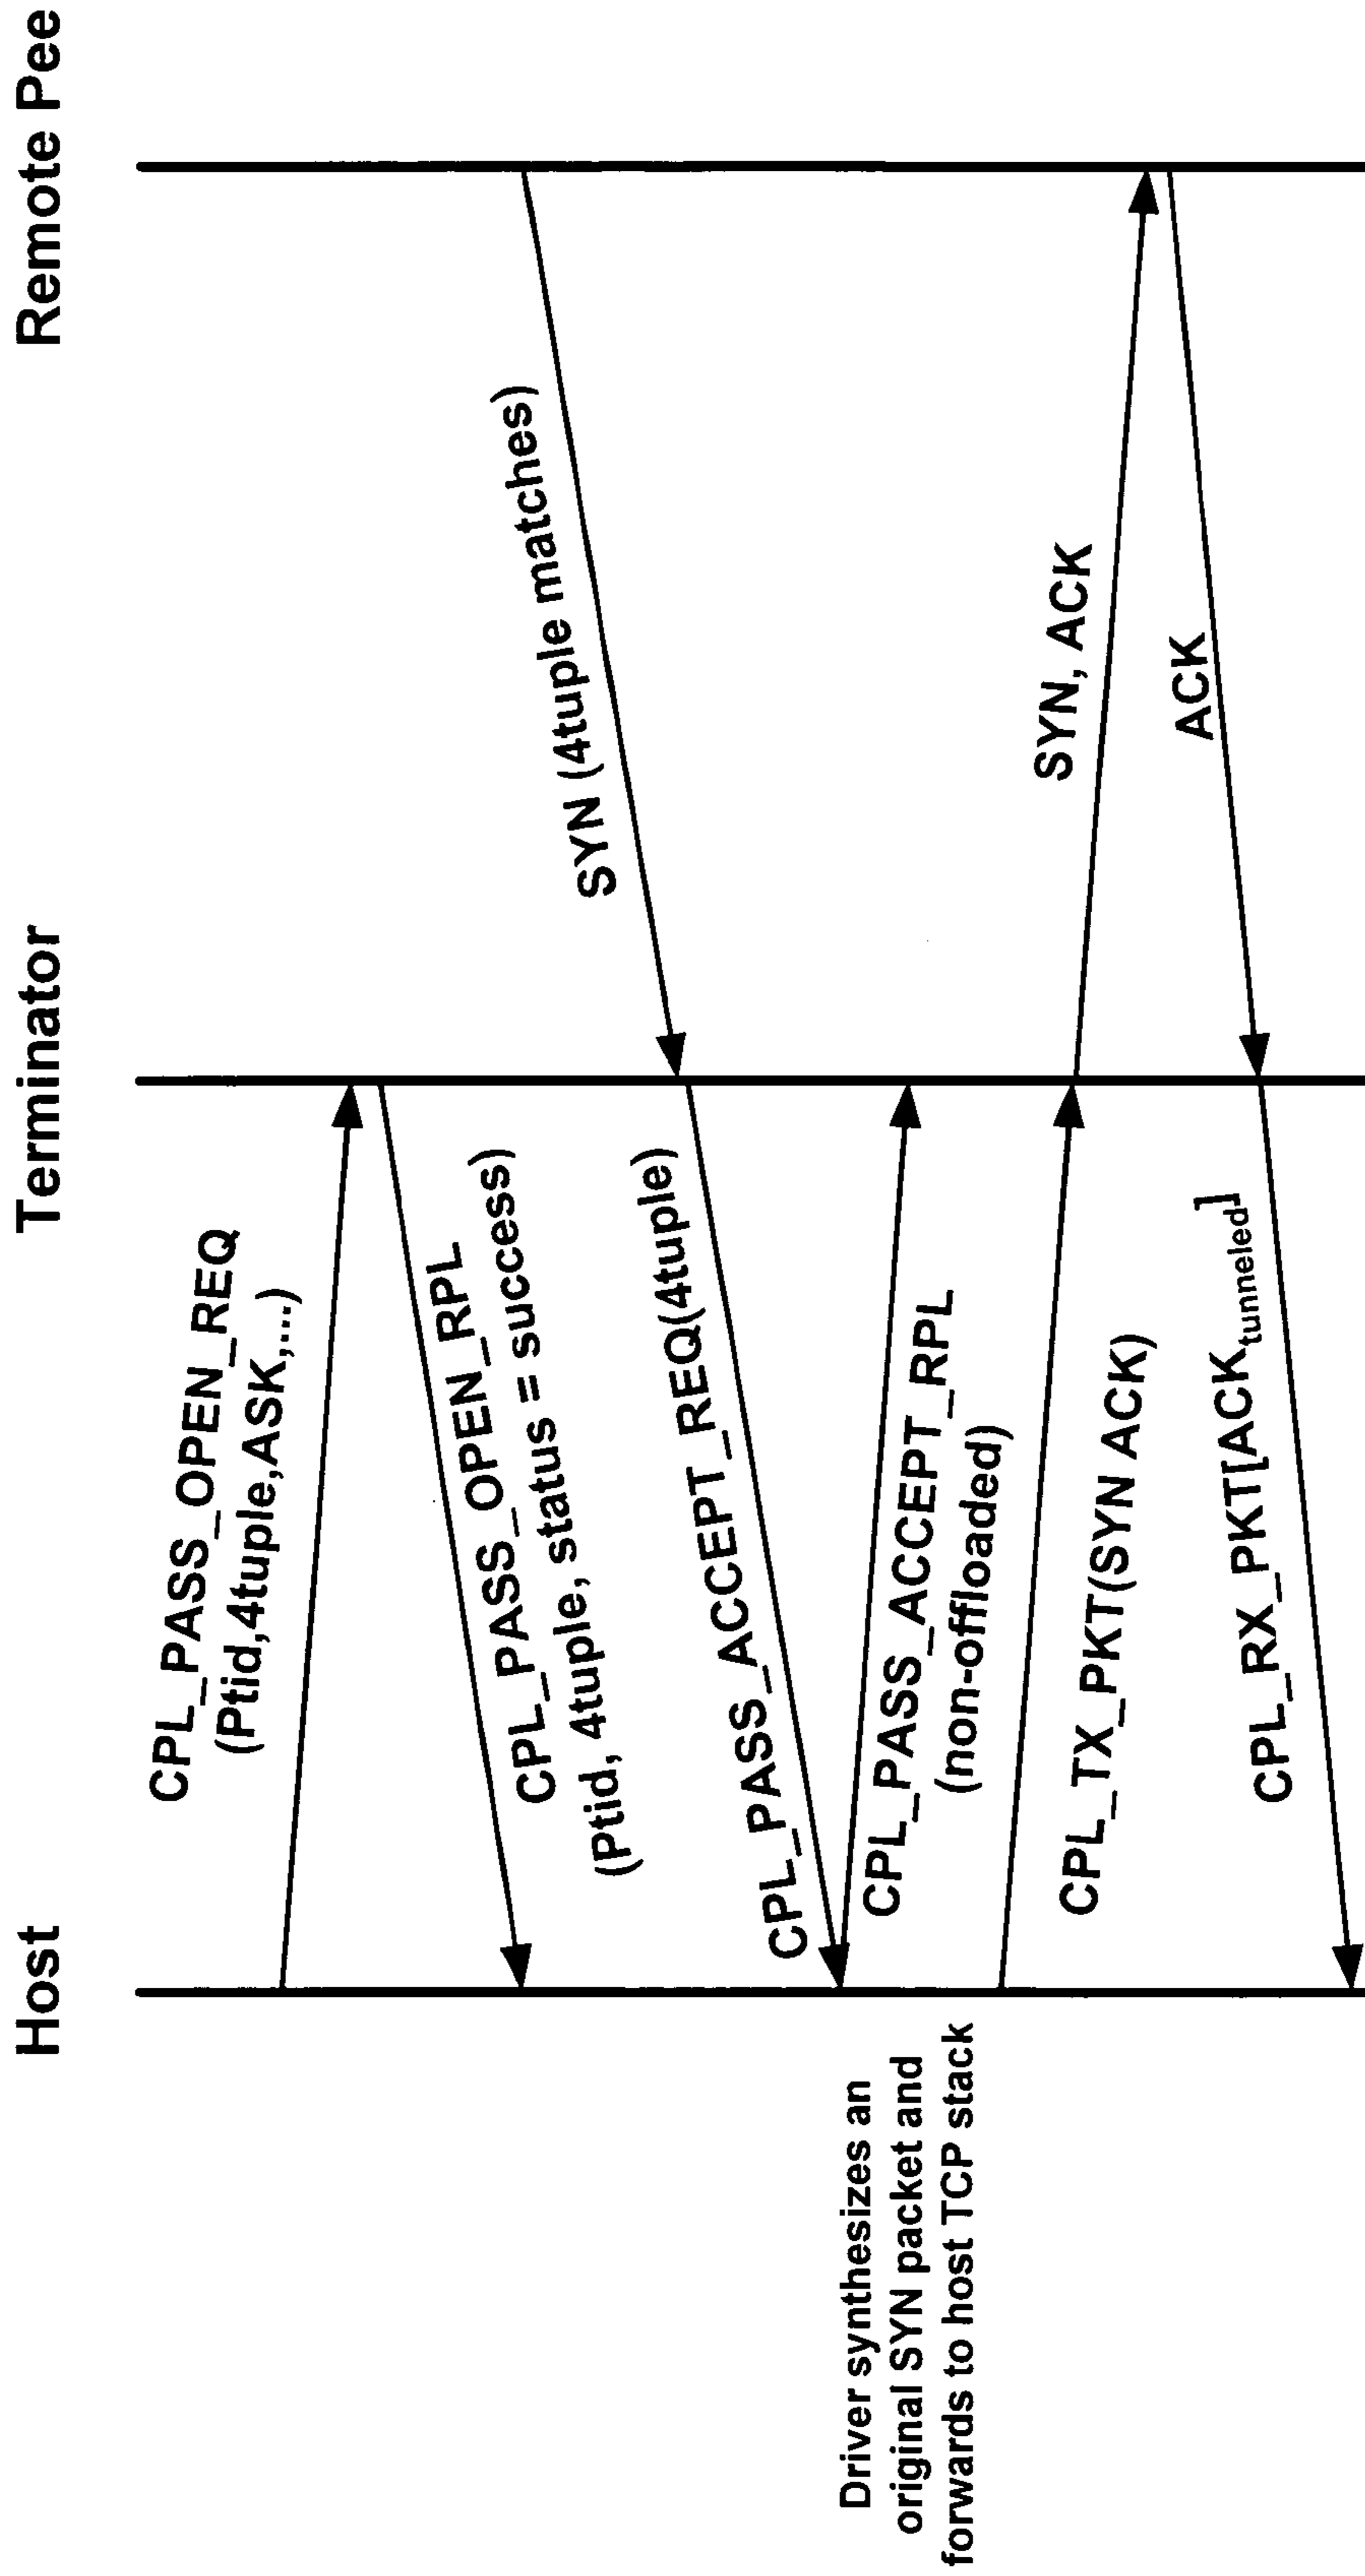 Host
Terminator
Remote Pee
CPL_PASS_OPEN_REQ
(Ptid,4tuple,ASK,...)
CPL_PASS_OPEN_RPL
(Ptid, 4tuple, status = success)
SYN (4tuple matches)
CPL_PASS_ACCEPT_REQ(4tuple)
Driver synthesizes an
original SYN packet and
forwards to host TCP stack
CPL_PASS_ACCEPT_RPL
(non-offloaded)
CPL_TX_PKT(SYN ACK)
SYN, ACK
ACK
CPL_RX_PKT[ACKtunneled]